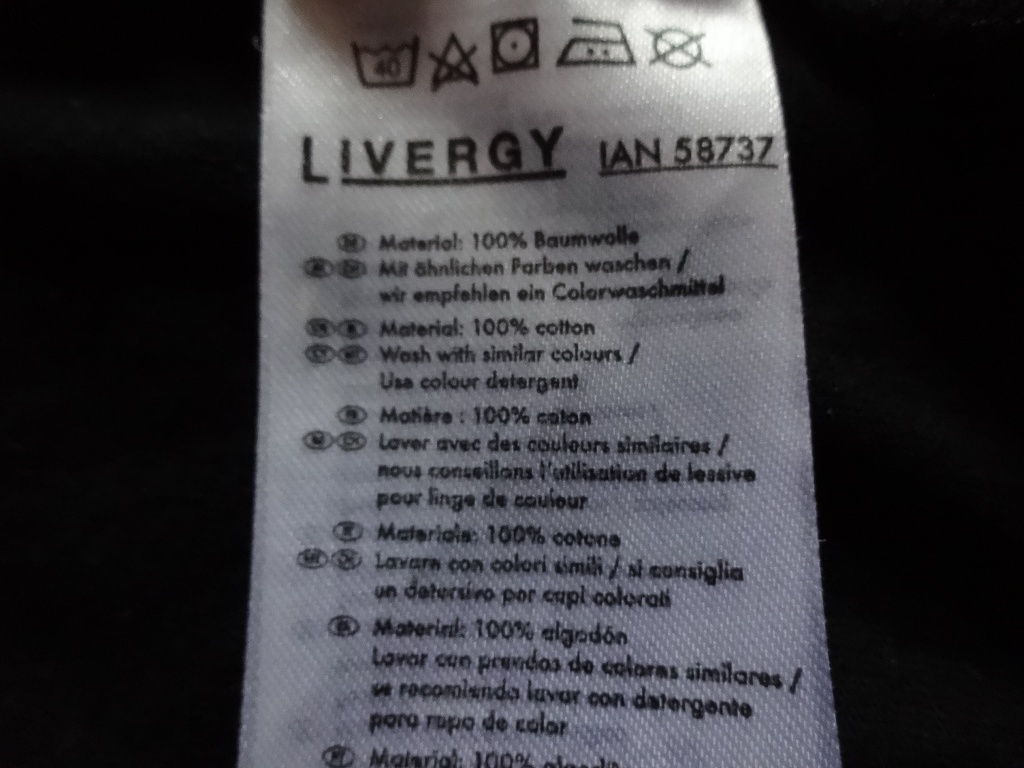 40
LIVERGY IAN 58737
Material: 100% Baumwolle
Mit ähnlichen Farben waschen /
wir empfehlen ein Colorwaschmittel
Material: 100% cotton
Wash with similar colours /
Use colour detergent
Matière : 100% coton
Laver avec des couleurs similaires /
nous conseillons l'utilisation de lessive
pour linge de couleur
Materiale: 100% cotone
Lavare con colori simili / si consiglia
un detersivo per capi colorati
Material: 100% algodón
Lavar con prendas de colores similares /
se recomienda lavar con detergente
para ropa de color
Material: 100%